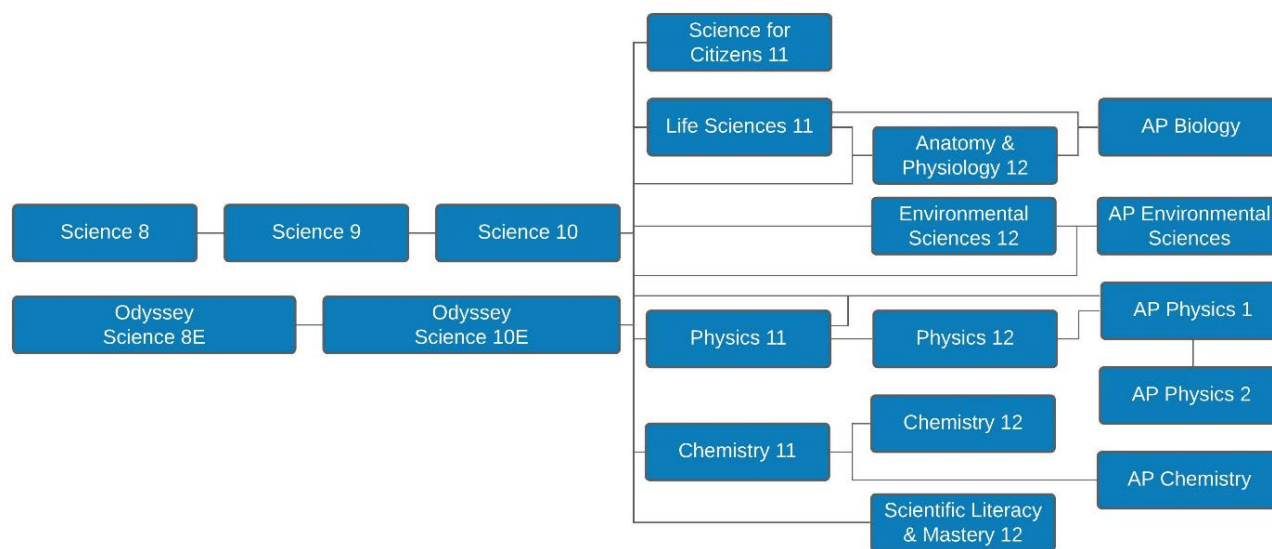 Science for
Citizens 11
Life Sciences 11
AP Biology
Anatomy &
Physiology 12
Science 8
Science 9
Science 10
Environmental
Sciences 12
AP Environmental
Sciences
Odyssey
Science 8E
Odyssey
Science 10E
Physics 11
Physics 12
AP Physics 1
AP Physics 2
Chemistry 12
Chemistry 11
AP Chemistry
Scientific Literacy
& Mastery 12